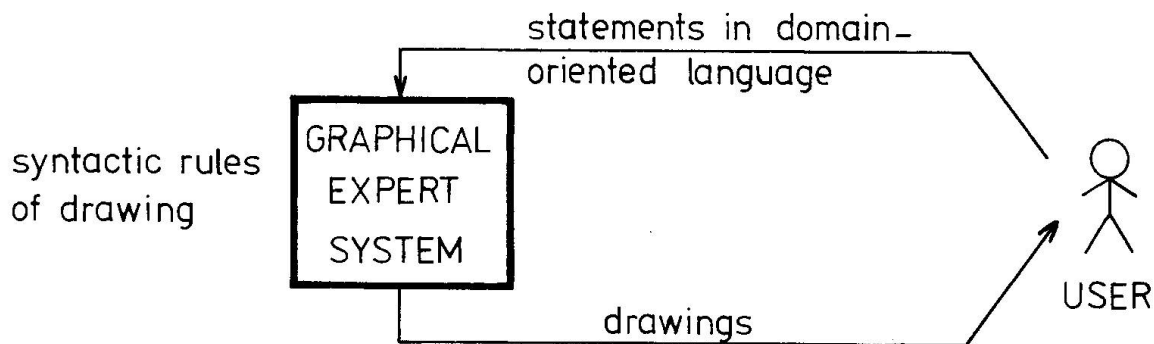 statements in domain-
oriented language
GRAPHICAL
EXPERT
SYSTEM
syntactic rules
of drawing
USER
drawings